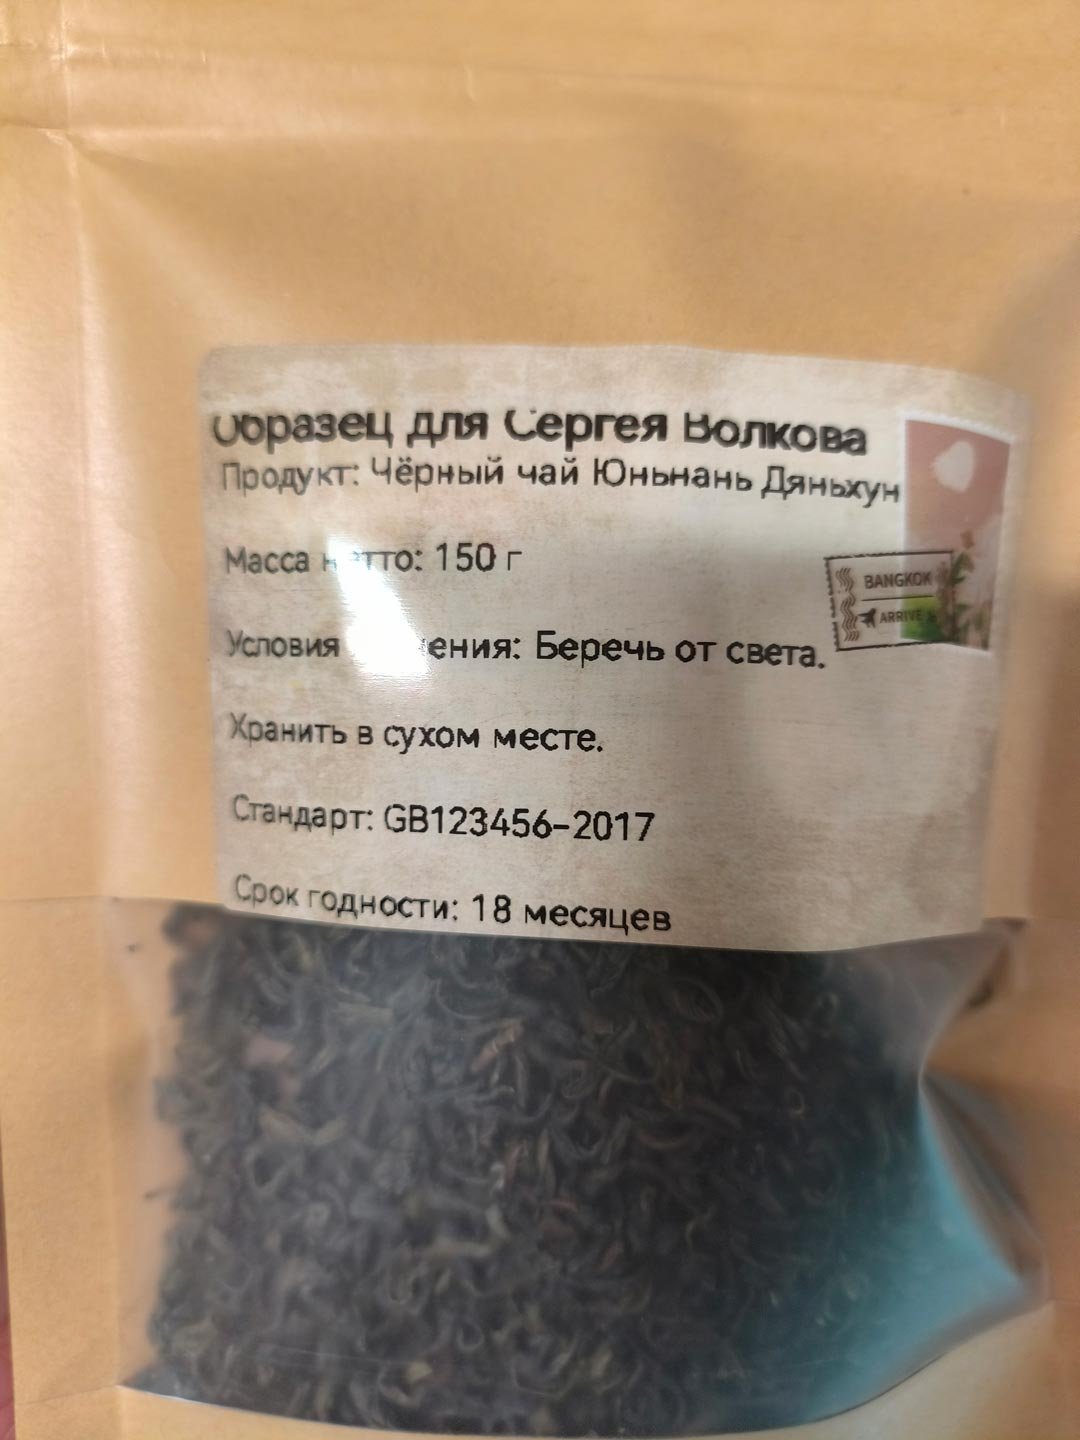 Образец для Сергея Волкова
Продукт: Чёрный чай Юньнань Дяньхун
Масса нетто: 150 г
Условия Беречь от света.
Хранить в сухом месте.
Стандарт: GB123456-2017
Срок годности: 18 месяцев
BANGKOK
ARRIVE